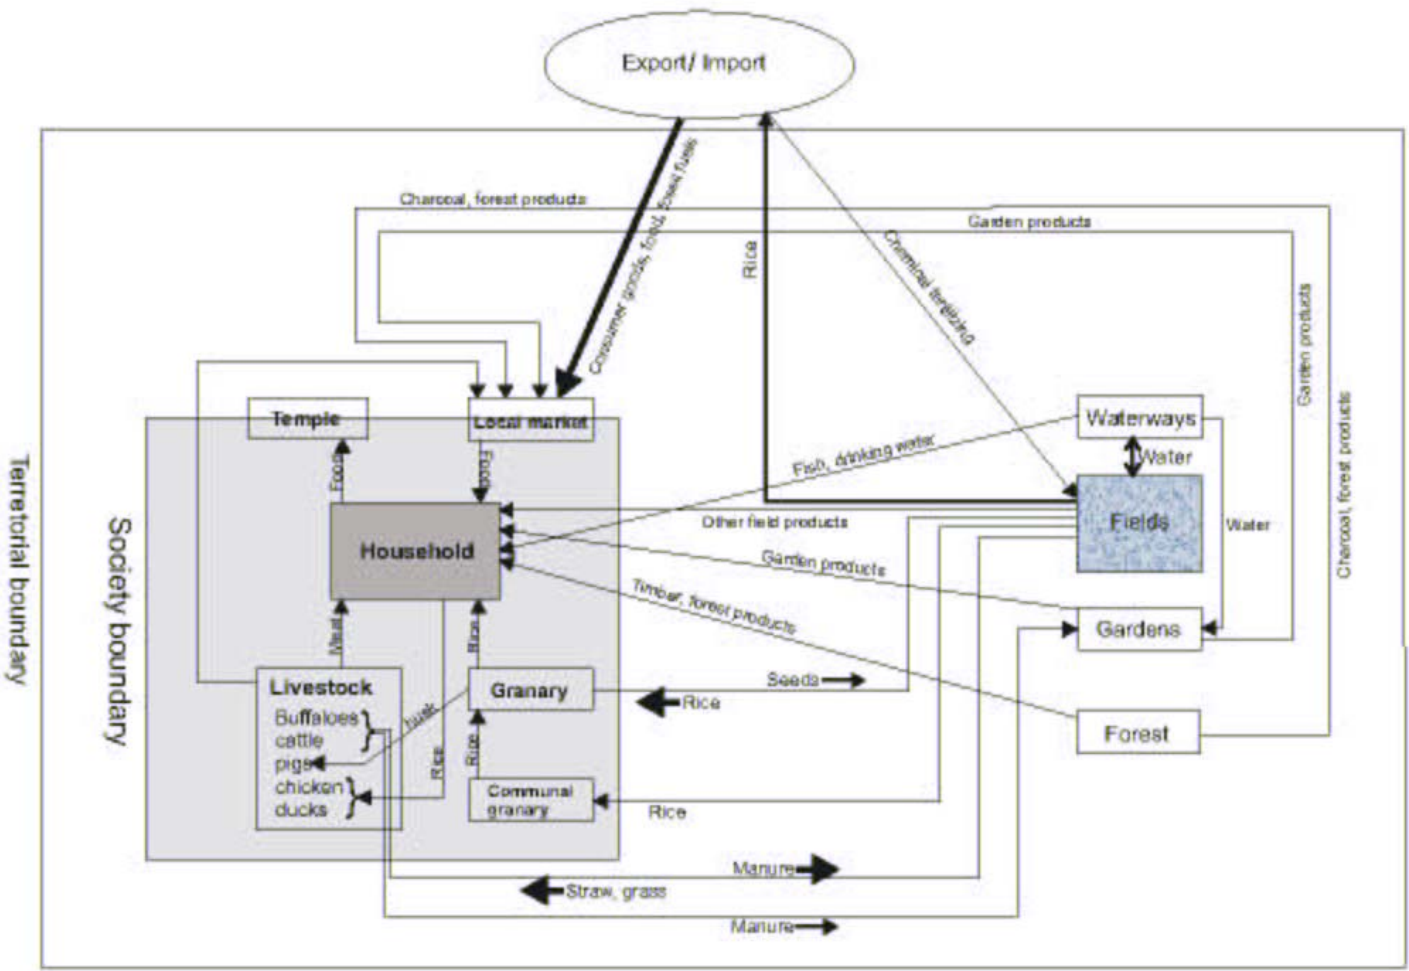 Export/ Import
Charcoal, forest products
Garden products
Consumer goods, food, fossil fuels
Rice
Chemical fertilizing
Garden products
Charcoal, forest products
Temple
Local market
Waterways
Food
Food
Fish, drinking water
Water
Terretorial boundary
Society boundary
Household
Other field products
Fields
Water
Garden products
Timber, forest products
Gardens
Meat
Rice
Livestock
Granary
Seeds
Rice
Buffaloes
cattle
husk
Forest
pigs
Rice
Rice
chicken
ducks
Communal
granary
Rice
Manure
Straw, grass
Manure